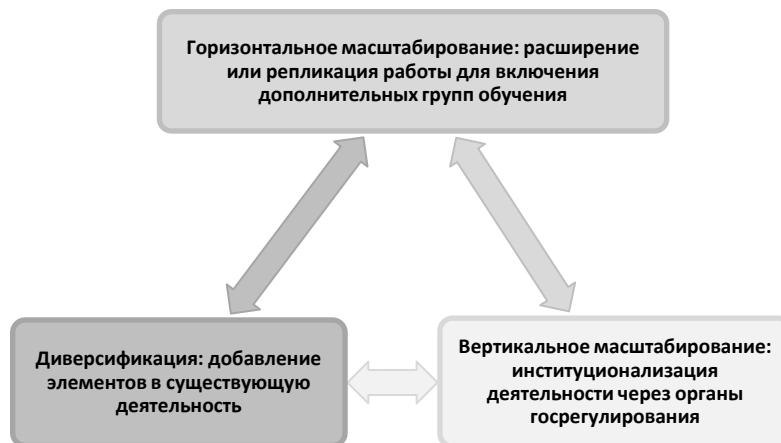 Горизонтальное масштабирование: расширение
или репликация работы для включения
дополнительных групп обучения
Диверсификация: добавление
элементов в существующую
деятельность
Вертикальное масштабирование:
институционализация
деятельности через органы
госрегулирования